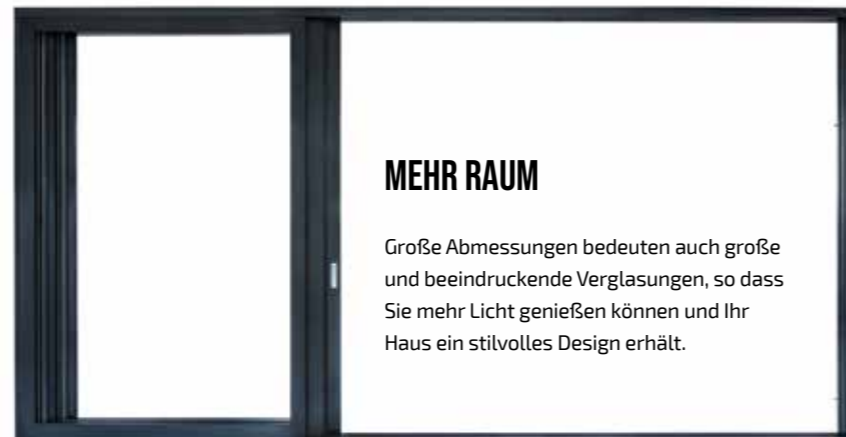 MEHR RAUM
Große Abmessungen bedeuten auch große
und beeindruckende Verglasungen, so dass
Sie mehr Licht genießen können und Ihr
Haus ein stilvolles Design erhält.